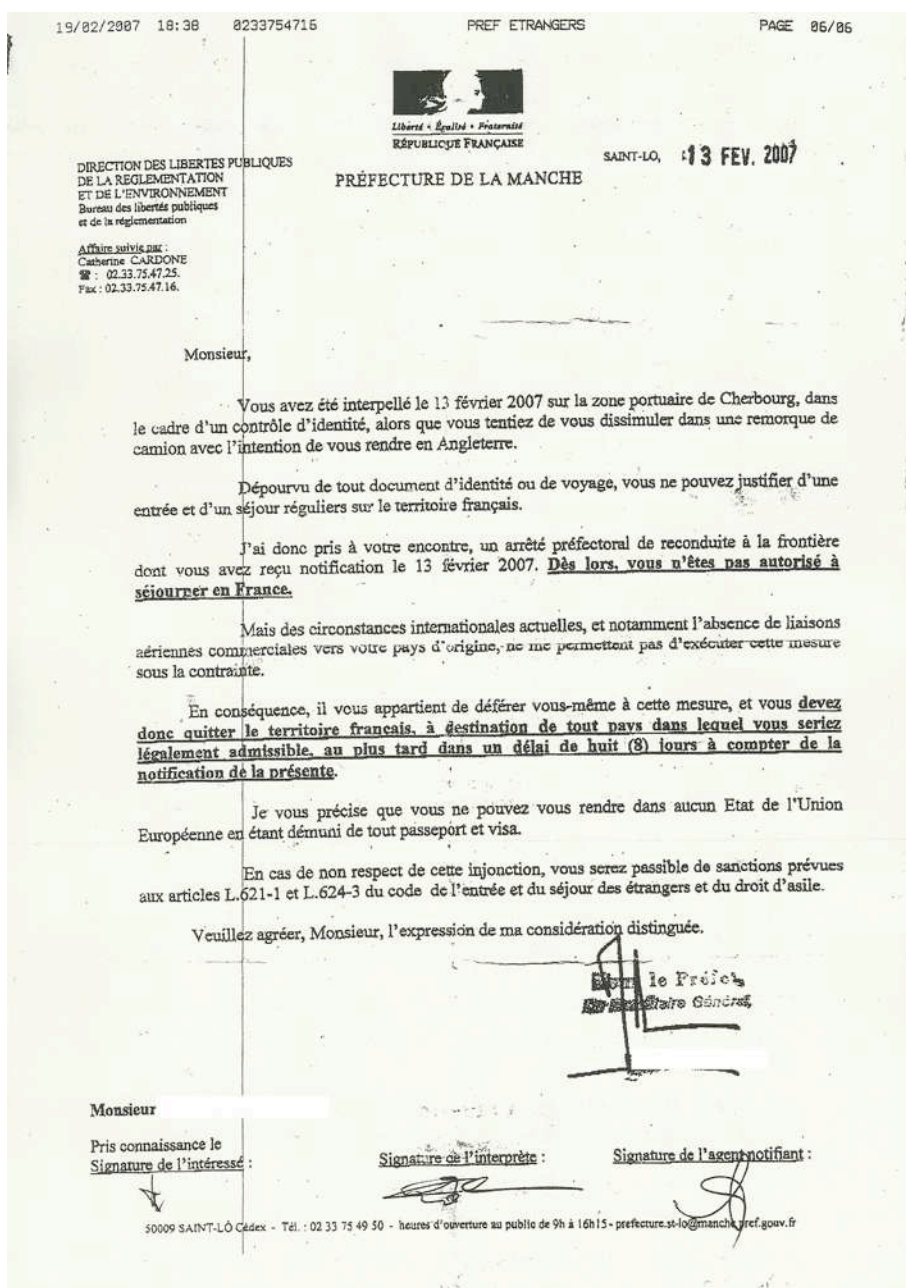 19/02/2007 18:38 0233754716 PREF ETRANGERS PAGE 06/06
Liberté • Égalité • Fraternité
RÉPUBLIQUE FRANÇAISE
PRÉFECTURE DE LA MANCHE
SAINT-LO, 13 FEV. 2007
DIRECTION DES LIBERTES PUBLIQUES
DE LA REGLEMENTATION
ET DE L'ENVIRONNEMENT
Bureau des libertés publiques
et de la réglementation
Affaire suivie par :
Catherine CARDONE
☎ : 02.33.75.47.25.
Fax : 02.33.75.47.16.
Monsieur,
Vous avez été interpellé le 13 février 2007 sur la zone portuaire de Cherbourg, dans
le cadre d'un contrôle d'identité, alors que vous tentiez de vous dissimuler dans une remorque de
camion avec l'intention de vous rendre en Angleterre.
Dépourvu de tout document d'identité ou de voyage, vous ne pouvez justifier d'une
entrée et d'un séjour réguliers sur le territoire français.
J'ai donc pris à votre encontre, un arrêté préfectoral de reconduite à la frontière
dont vous avez reçu notification le 13 février 2007. Dès lors, vous n'êtes pas autorisé à
séjourner en France.
Mais des circonstances internationales actuelles, et notamment l'absence de liaisons
aériennes commerciales vers votre pays d'origine, ne me permettent pas d'exécuter cette mesure
sous la contrainte.
En conséquence, il vous appartient de déférer vous-même à cette mesure, et vous devez
donc quitter le territoire français, à destination de tout pays dans lequel vous seriez
légalement admissible, au plus tard dans un délai de huit (8) jours à compter de la
notification de la présente.
Je vous précise que vous ne pouvez vous rendre dans aucun Etat de l'Union
Européenne en étant démuni de tout passeport et visa.
En cas de non respect de cette injonction, vous serez passible de sanctions prévues
aux articles L.621-1 et L.624-3 du code de l'entrée et du séjour des étrangers et du droit d'asile.
Veuillez agréer, Monsieur, l'expression de ma considération distinguée.
le Préfet,
Général,
Monsieur
Pris connaissance le
Signature de l'intéressé :
Signature de l'interprète :
Signature de l'agent notifiant :
50009 SAINT-LÔ Cédex - Tél. : 02 33 75 49 50 - heures d'ouverture au public de 9h à 16h15 - prefecture.st-lo@manche.pref.gouv.fr